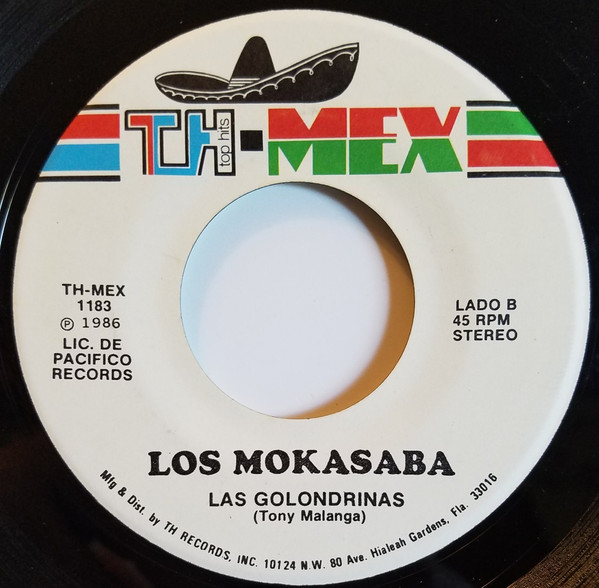 TH top hits-MEX
TH-MEX
1183
℗ 1986
LIC. DE
PACIFICO
RECORDS
LADO B
45 RPM
STEREO
LOS MOKASABA
LAS GOLONDRINAS
(Tony Malanga)
Mfg & Dist. by TH RECORDS, INC. 10124 N.W. 80 Ave. Hialeah Gardens, Fla. 33016